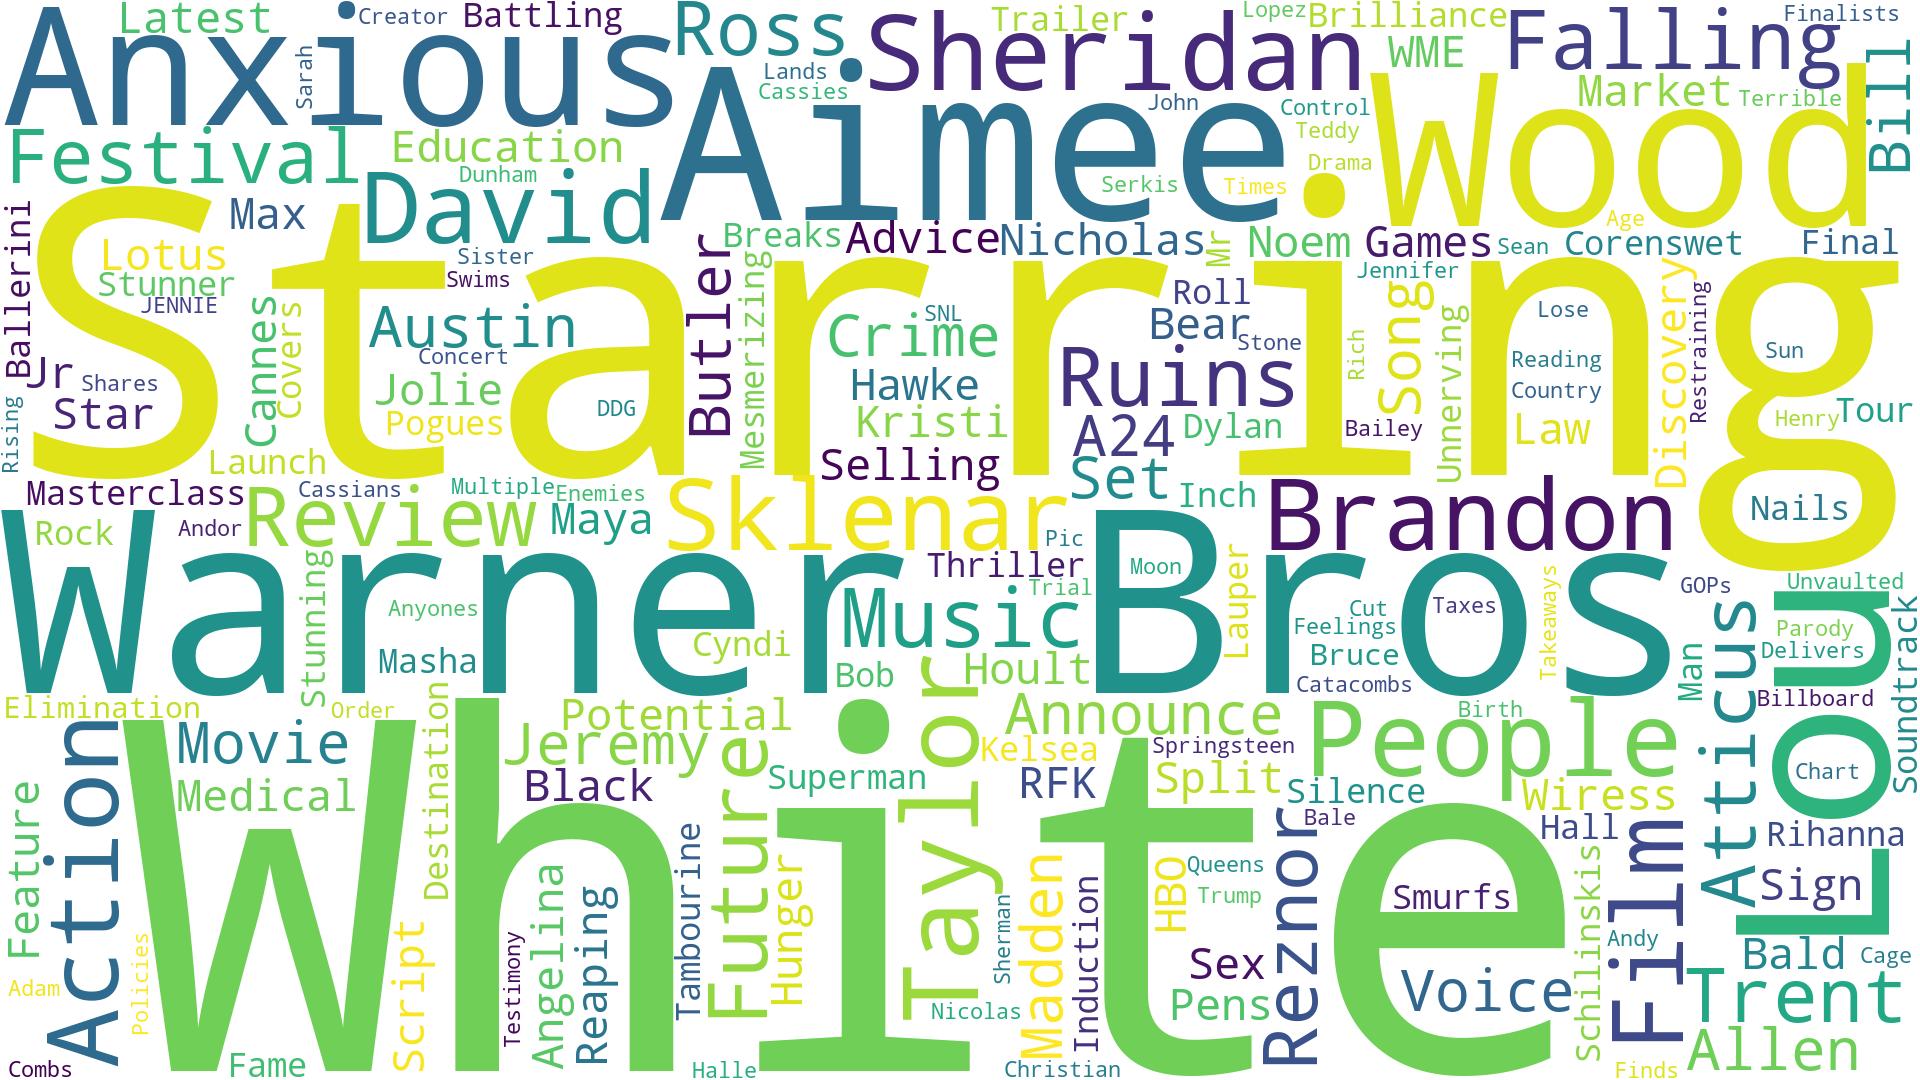 Latest
Creator
Battling
Ross
Trailer
Lopez
Brilliance
Finalists
Anxious
Sarah
Lands
Cassies
Sheridan
WME
Falling
Bill
Aimee
John
Control
Teddy
Drama
Market
Terrible
Wood
Festival
Education
Dunham
David
Serkis
Times
Age
Ballerini
Max
Lotus
Stunner
JENNIE
Sister
Swims
Butler
Breaks
Advice
Nicholas
Mr
Noem
Games
Sean
Corenswet
Final
Starring
Cannes
Covers
Austin
Concert
Mesmerizing
SNL
Crime
Roll
Bear
Stone
Jennifer
Song
Unnerving
Lose
Discovery
Restraining
Sun
Jr
Shares
Star
Rising
Jolie
Pogues
DDG
Hawke
Kristi
Ruins
A24
Dylan
Rich
Bailey
Reading
Country
Law
Henry
Tour
Launch
Selling
Set
Inch
Masterclass
Cassians
Multiple
Enemies
Rock
Andor
Review
Maya
Sklenar
Pic
Brandon
Nails
Warner
Bros
Stunning
Anyones
Masha
Cyndi
Thriller
Trial
Moon
Music
Lauper
Cut
Feelings
Bruce
Catacombs
Taxes
Takeaways
GOPs
Unvaulted
Parody
Delivers
Billboard
Soundtrack
Man
Atticus
Lou
Bob
Hoult
Elimination
Order
Destination
Potential
Announce
Birth
People
Action
Movie
Medical
Jeremy
Black
Future
Superman
Taylor
Kelsea
Springsteen
RFK
Split
Silence
Bale
Wiress
Hall
Chart
Rihanna
White
Feature
Script
Testimony
Angelina
Reaping
Tambourine
Hunger
Sherman
Madden
Induction
HBO
Queens
Trump
Reznor
Smurfs
Schilinskis
Film
Sign
Andy
Bald
Cage
Adam
Policies
Nicolas
Sex
Pens
Voice
Trent
Combs
Fame
Halle
Christian
Finds
Allen